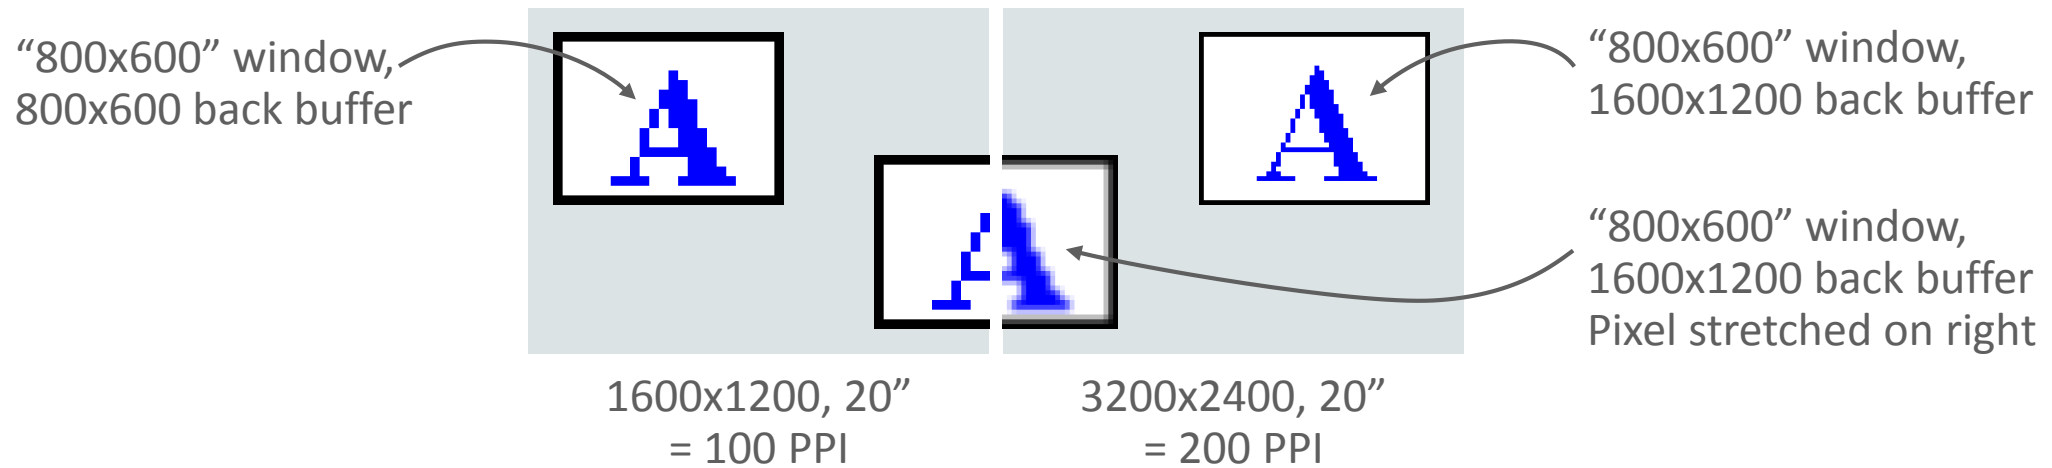 “800x600” window,
800x600 back buffer
A
A
A
“800x600” window,
1600x1200 back buffer
“800x600” window,
1600x1200 back buffer
Pixel stretched on right
1600x1200, 20”
= 100 PPI
3200x2400, 20”
= 200 PPI